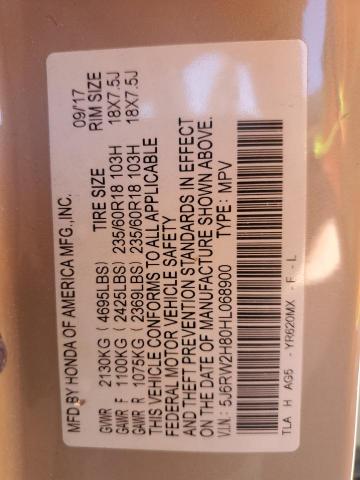 MFD BY HONDA OF AMERICA MFG.,INC. 09/'17
TIRE SIZE RIM SIZE
GVWR 2130KG (4695LBS)
GAWR F 1100KG (2425LBS) 235/60R18 103H 18X7.5J
GAWR R 1075KG (2369LBS) 235/60R18 103H 18X7.5J
THIS VEHICLE CONFORMS TO ALL APPLICABLE
FEDERAL MOTOR VEHICLE SAFETY
AND THEFT PREVENTION STANDARDS IN EFFECT
ON THE DATE OF MANUFACTURE SHOWN ABOVE.
V.I.N.: 5J6RW2H80HL068900 TYPE: MPV
TLA H AG5 - YR620MX - F - L